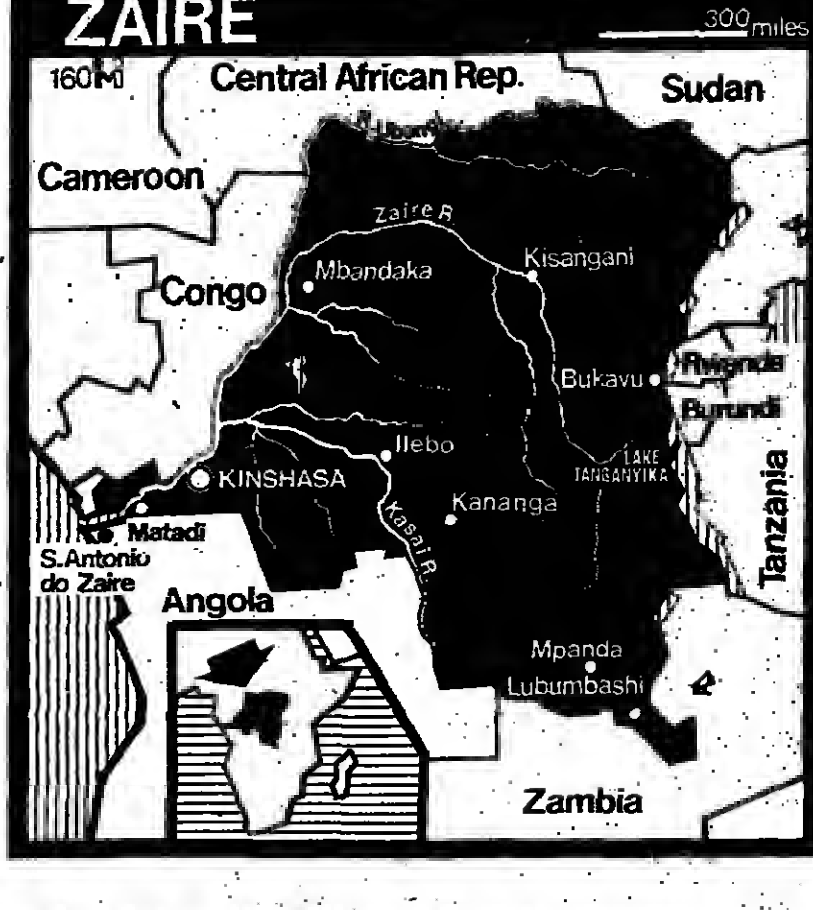 ZAIRE
300 miles
Central African Rep.
Sudan
Cameroon
Zaire R.
Kisangani
Mbandaka
Congo
Bukavu
Rwanda
Burundi
Ilebo
LAKE
TANGANYIKA
KINSHASA
Kananga
Kasai R.
Tanzania
Matadi
S.Antonio
do Zaire
Angola
Mpanda
Lubumbashi
Zambia